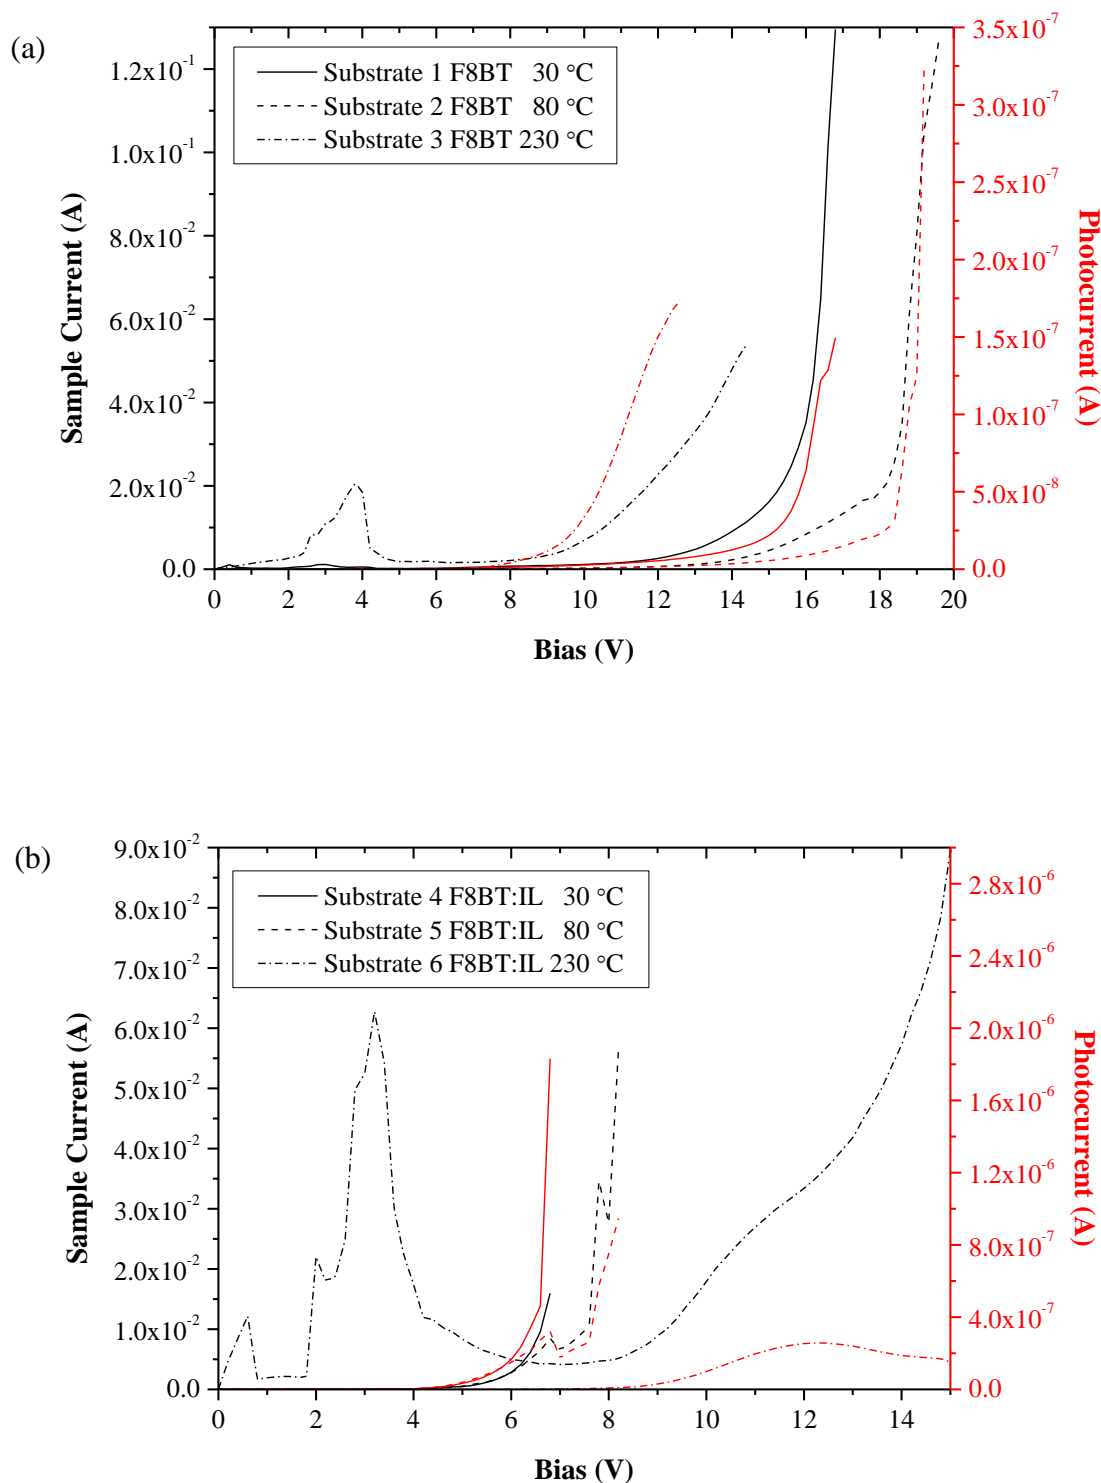 (a)
Substrate 1 F8BT 30 °C
Substrate 2 F8BT 80 °C
Substrate 3 F8BT 230 °C
Sample Current (A)
1.2x10-1
1.0x10-1
8.0x10-2
6.0x10-2
4.0x10-2
2.0x10-2
0.0
3.5x10-7
3.0x10-7
2.5x10-7
2.0x10-7
1.5x10-7
1.0x10-7
5.0x10-8
0.0
Photocurrent (A)
0 2 4 6 8 10 12 14 16 18 20
Bias (V)
(b)
Substrate 4 F8BT:IL 30 °C
Substrate 5 F8BT:IL 80 °C
Substrate 6 F8BT:IL 230 °C
Sample Current (A)
9.0x10-2
8.0x10-2
7.0x10-2
6.0x10-2
5.0x10-2
4.0x10-2
3.0x10-2
2.0x10-2
1.0x10-2
0.0
2.8x10-6
2.4x10-6
2.0x10-6
1.6x10-6
1.2x10-6
8.0x10-7
4.0x10-7
0.0
Photocurrent (A)
0 2 4 6 8 10 12 14
Bias (V)